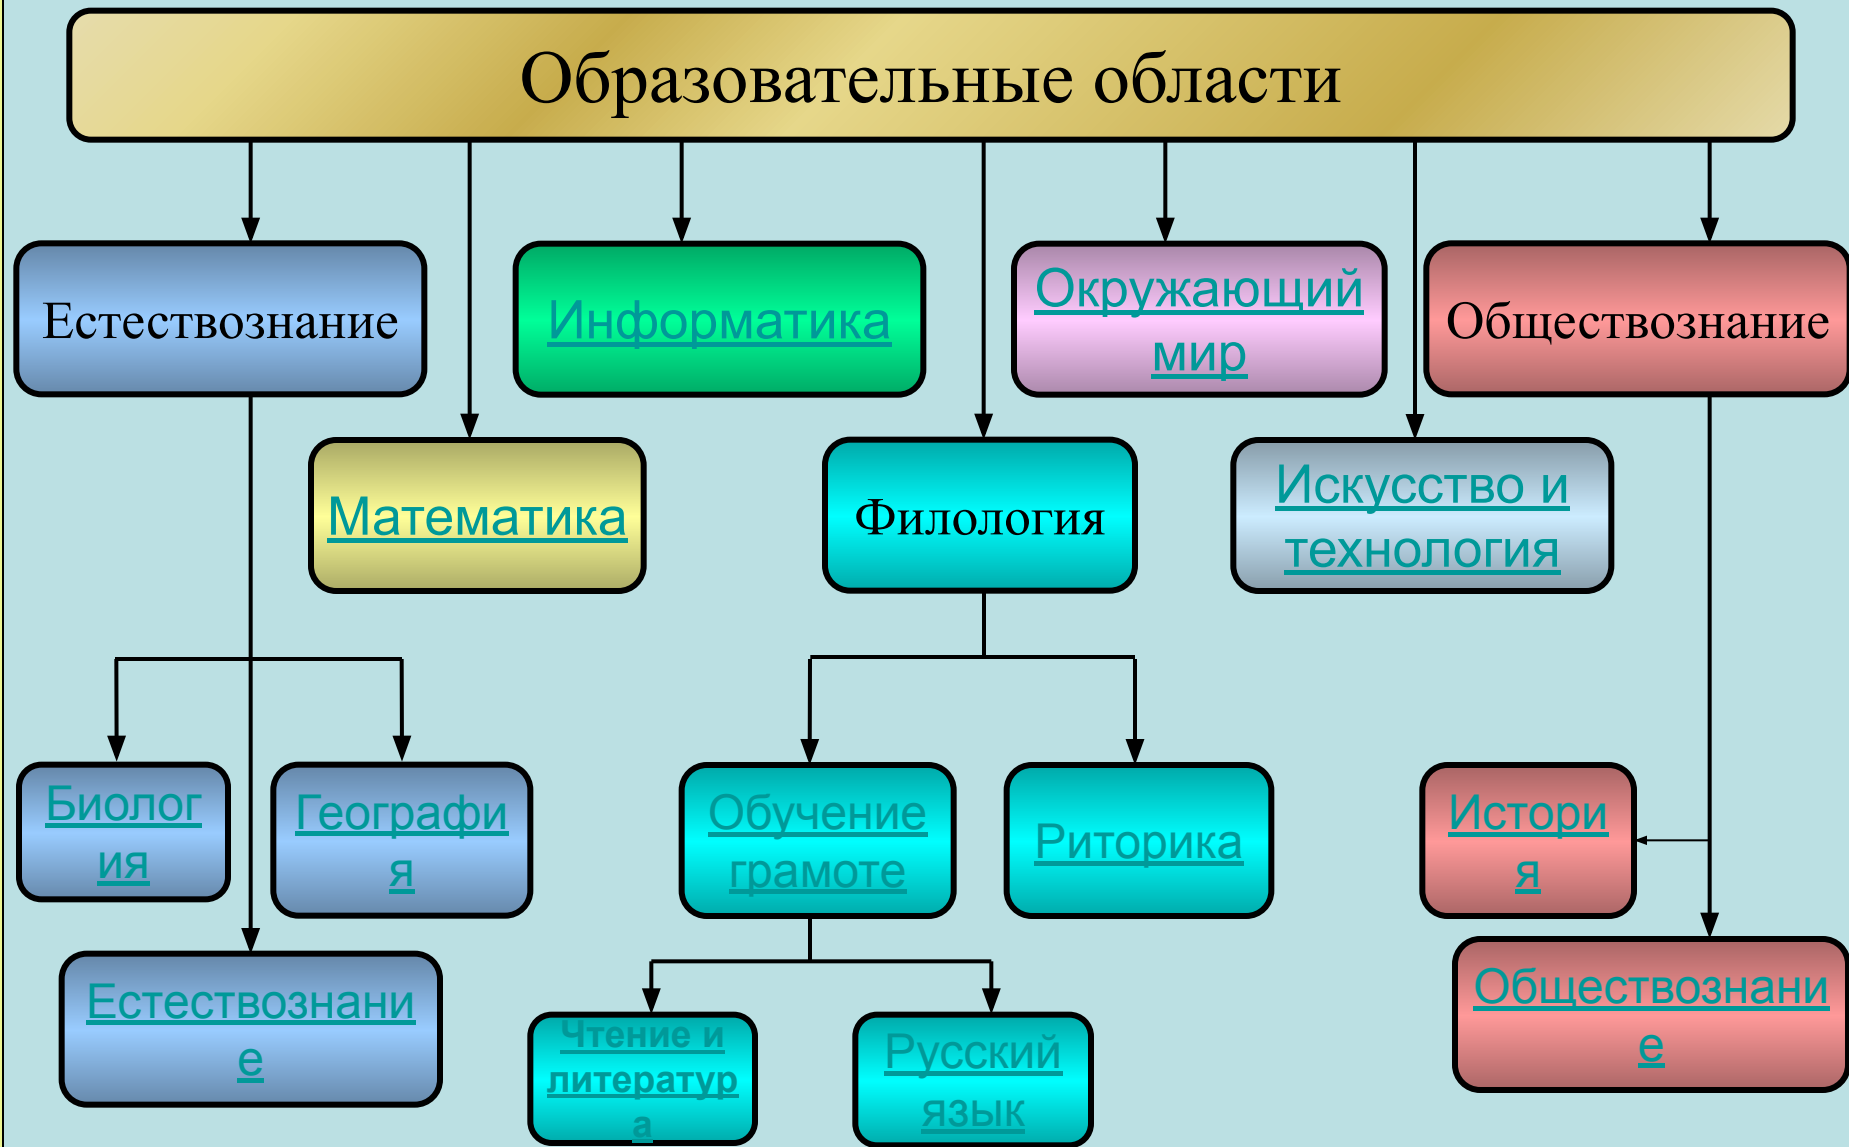 Образовательные области
Естествознание
Информатика
Окружающий
мир
Обществознание
Математика
Филология
Искусство и
технология
Биолог
ия
Географи
я
Обучение
грамоте
Риторика
Истори
я
Естествознани
е
Чтение и
литератур
а
Русский
язык
Обществознани
е